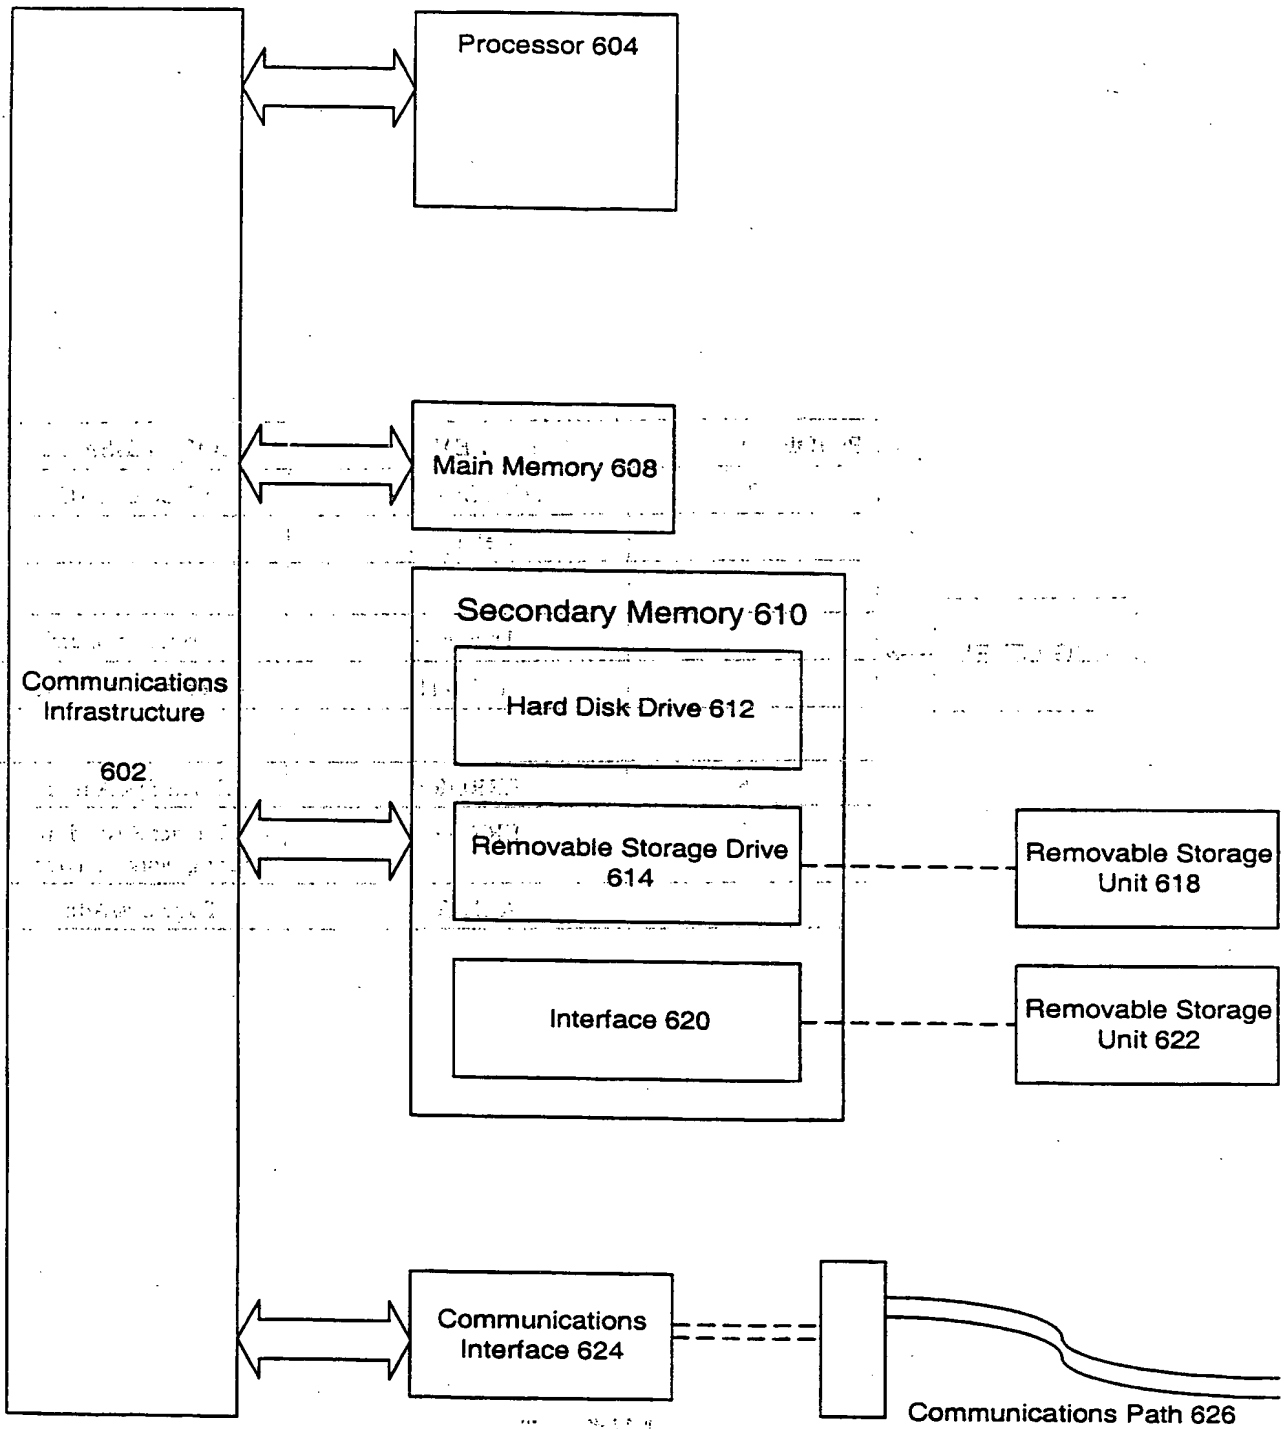 Processor 604
Main Memory 608
Secondary Memory 610
Communications
Infrastructure
602
Hard Disk Drive 612
Removable Storage Drive
614
Removable Storage
Unit 618
Interface 620
Removable Storage
Unit 622
Communications
Interface 624
Communications Path 626